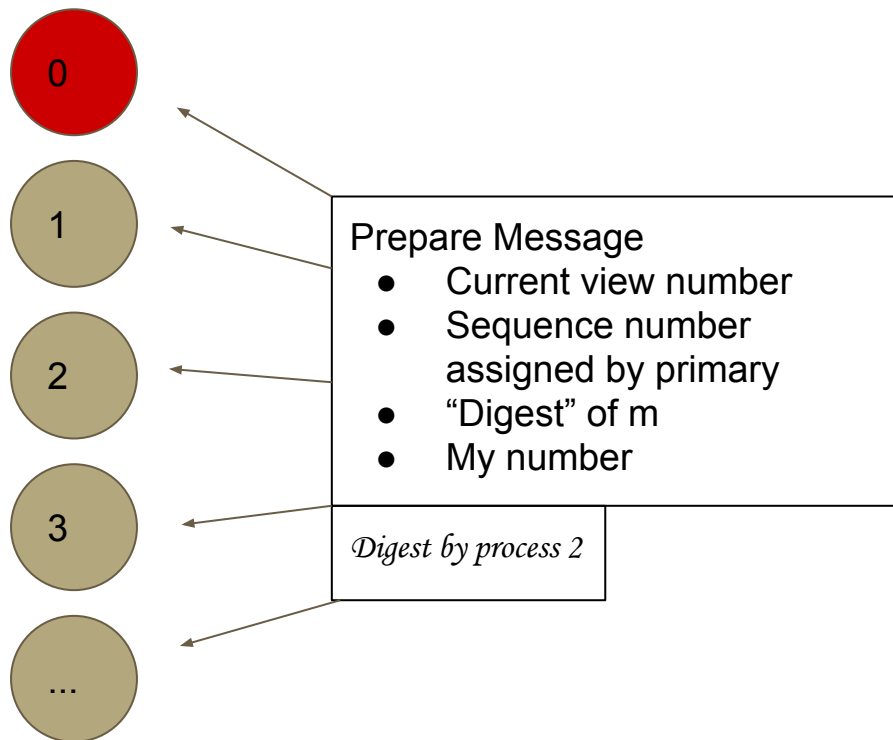 0
1
2
3
...
Prepare Message
● Current view number
● Sequence number
assigned by primary
● “Digest” of m
● My number
Digest by process 2